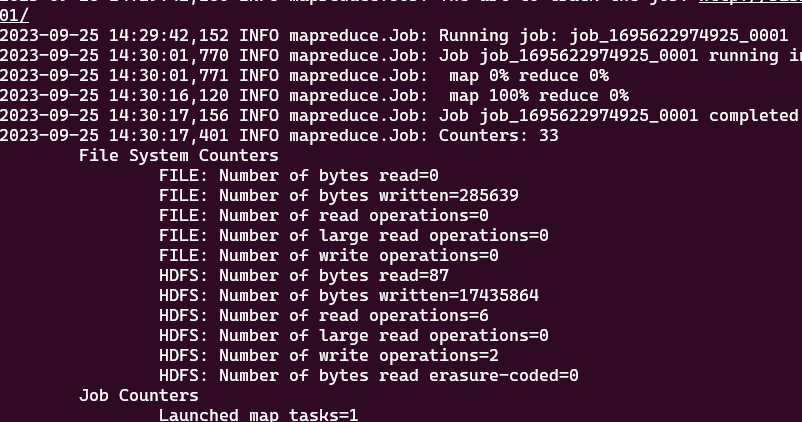 01/
2023-09-25 14:29:42,152 INFO mapreduce.Job: Running job: job_1695622974925_0001
2023-09-25 14:30:01,770 INFO mapreduce.Job: Job job_1695622974925_0001 running in
2023-09-25 14:30:01,771 INFO mapreduce.Job:  map 0% reduce 0%
2023-09-25 14:30:16,120 INFO mapreduce.Job:  map 100% reduce 0%
2023-09-25 14:30:17,156 INFO mapreduce.Job: Job job_1695622974925_0001 completed
2023-09-25 14:30:17,401 INFO mapreduce.Job: Counters: 33
File System Counters
FILE: Number of bytes read=0
FILE: Number of bytes written=285639
FILE: Number of read operations=0
FILE: Number of large read operations=0
FILE: Number of write operations=0
HDFS: Number of bytes read=87
HDFS: Number of bytes written=17435864
HDFS: Number of read operations=6
HDFS: Number of large read operations=0
HDFS: Number of write operations=2
HDFS: Number of bytes read erasure-coded=0
Job Counters
Launched map tasks=1